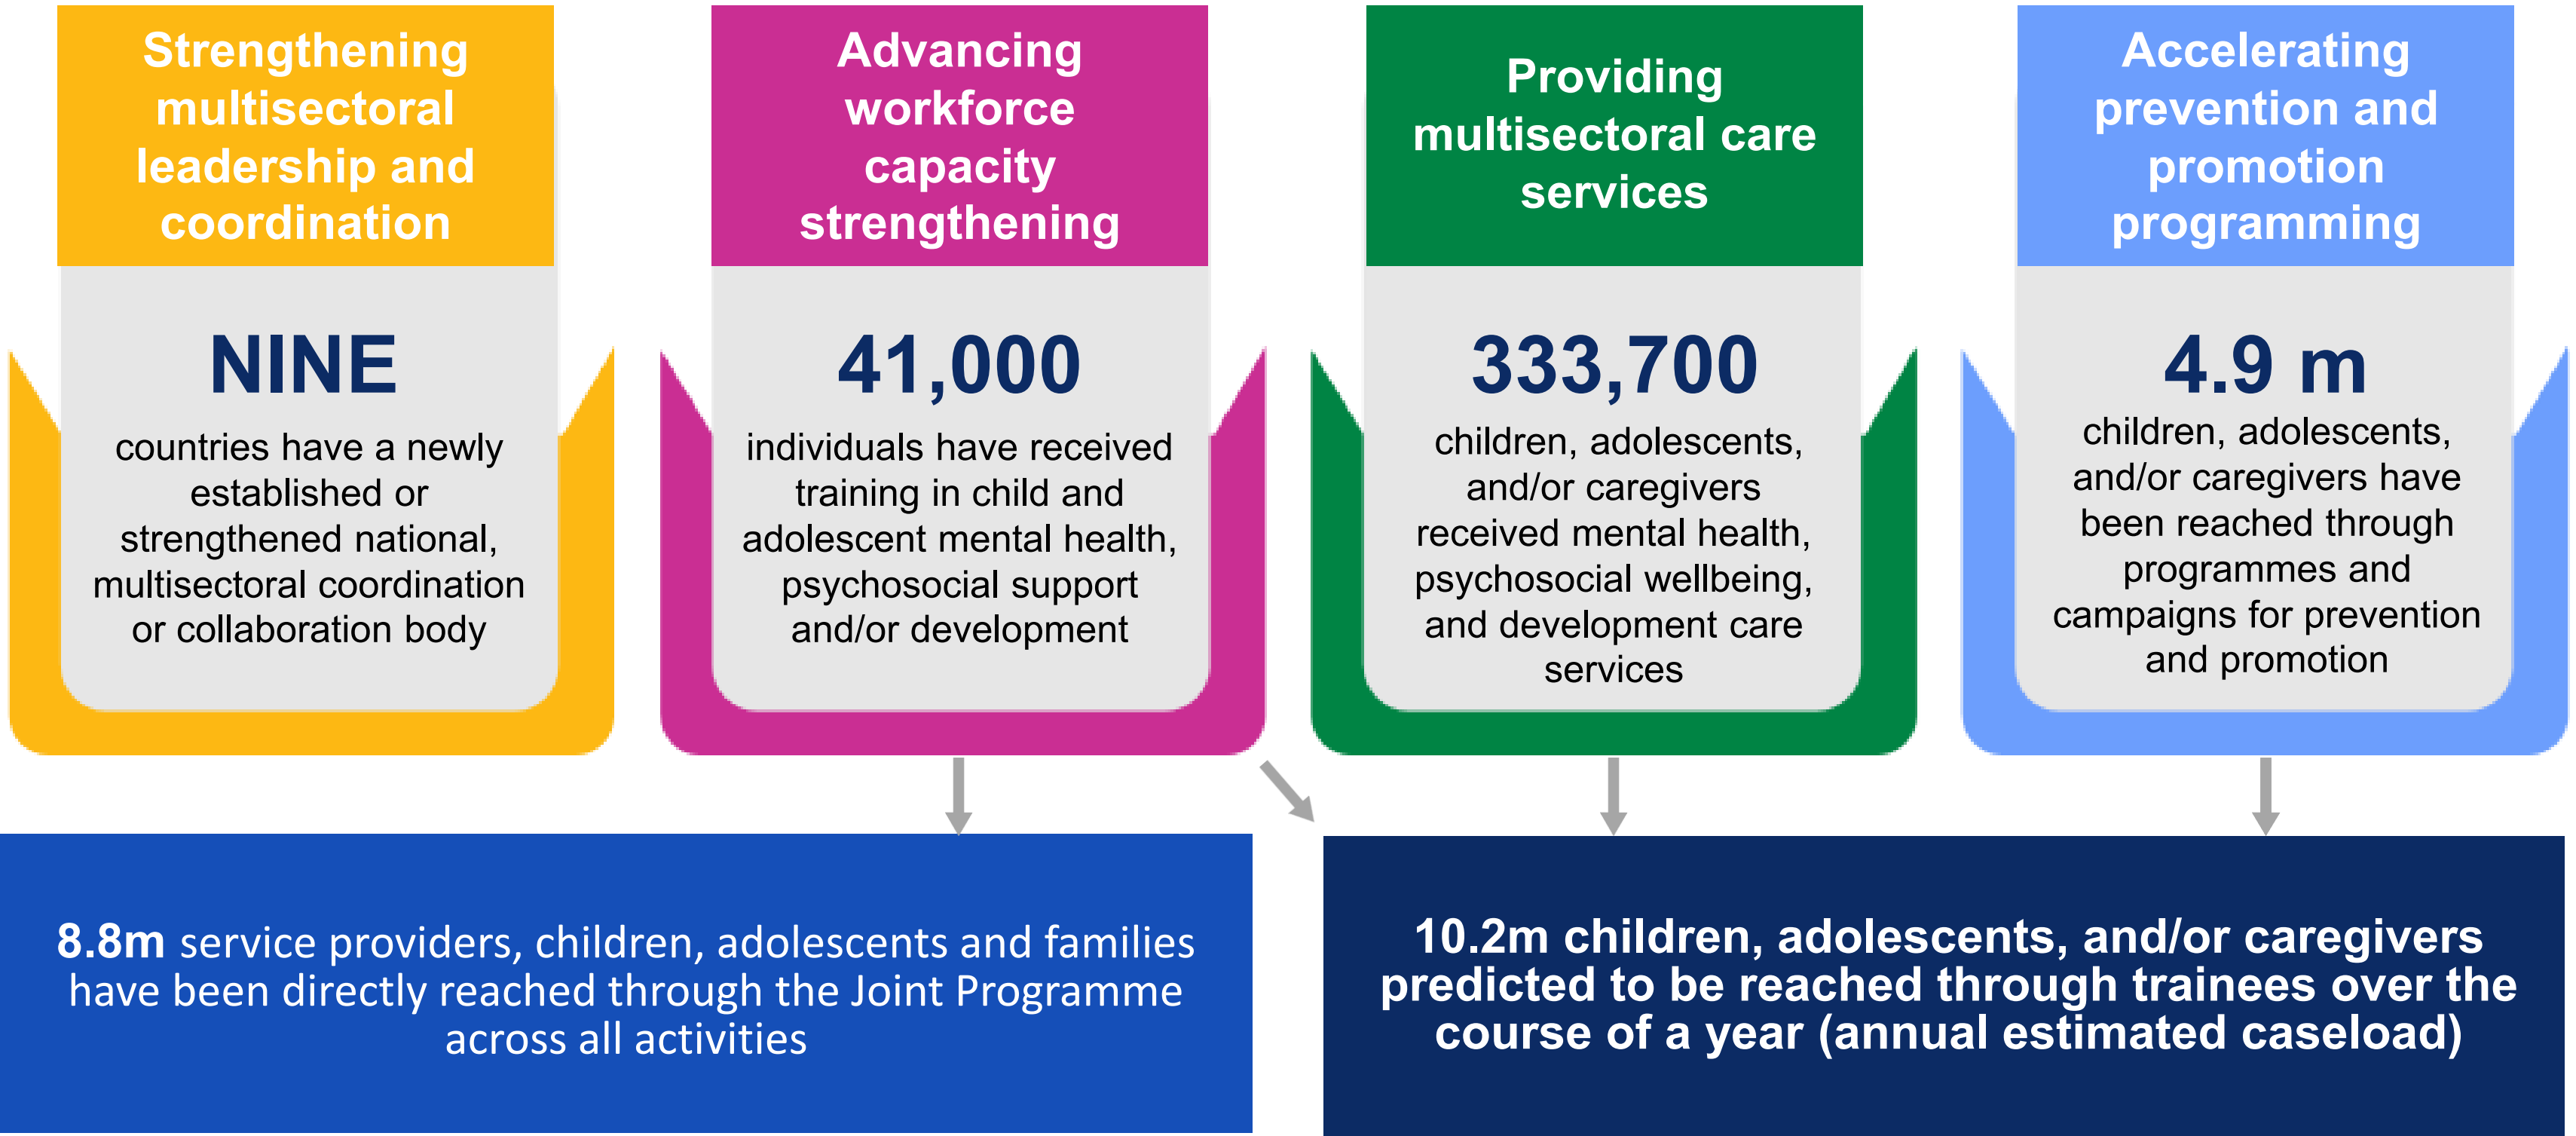 Strengthening
multisectoral
leadership and
coordination
NINE
countries have a newly
established or
strengthened national,
multisectoral coordination
or collaboration body
Advancing
workforce
capacity
strengthening
41,000
individuals have received
training in child and
adolescent mental health,
psychosocial support
and/or development
Providing
multisectoral care
services
333,700
children, adolescents,
and/or caregivers
received mental health,
psychosocial wellbeing,
and development care
services
Accelerating
prevention and
promotion
programming
4.9 m
children, adolescents,
and/or caregivers have
been reached through
programmes and
campaigns for prevention
and promotion
8.8m service providers, children, adolescents and families
have been directly reached through the Joint Programme
across all activities
10.2m children, adolescents, and/or caregivers
predicted to be reached through trainees over the
course of a year (annual estimated caseload)